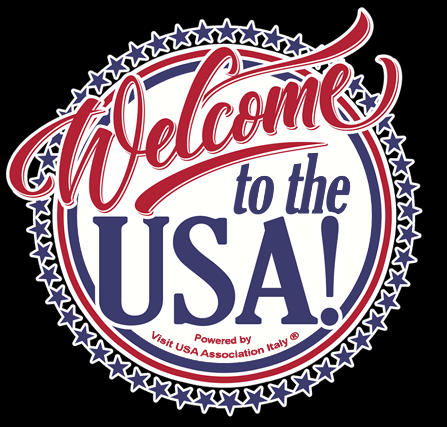 Welcome
to the
USA!
Powered by
Visit USA Association Italy ®